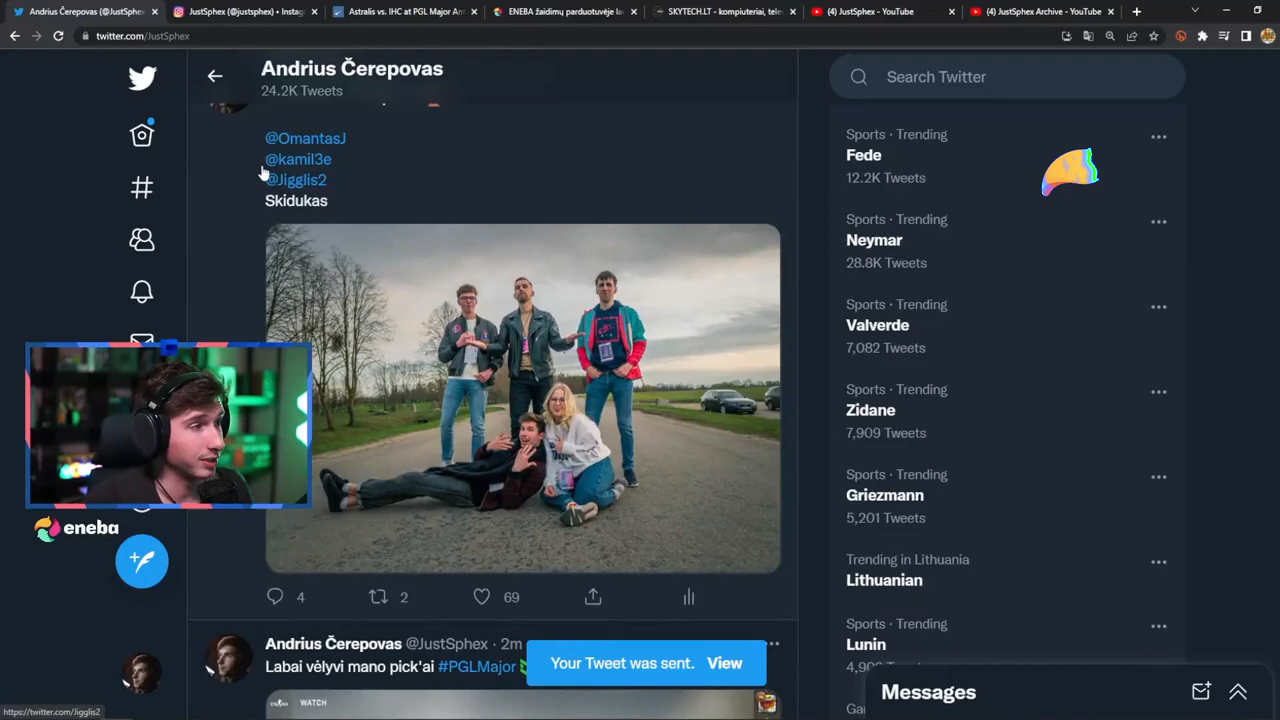 Andrius Čerepovas (@JustSphex
JustSphex (@justsphex) • Instag
Astralis vs. IHC at PGL Major Ant
ENEBA žaidimų parduotuvėje la
SKYTECH.LT - kompiuteriai, tele
(4) JustSphex - YouTube
(4) JustSphex Archive - YouTube
twitter.com/JustSphex
Andrius Čerepovas
24.2K Tweets
@OmantasJ
@kamil3e
@Jigglis2
Skidukas
4
2
69
Andrius Čerepovas @JustSphex · 2m
Labai vėlyvi mano pick'ai #PGLMajor
Your Tweet was sent. View
WATCH
eneba
https://twitter.com/Jigglis2
Search Twitter
Sports · Trending
Fede
12.2K Tweets
Sports · Trending
Neymar
28.8K Tweets
Sports · Trending
Valverde
7,082 Tweets
Sports · Trending
Zidane
7,909 Tweets
Sports · Trending
Griezmann
5,201 Tweets
Trending in Lithuania
Lithuanian
Sports · Trending
Lunin
Messages